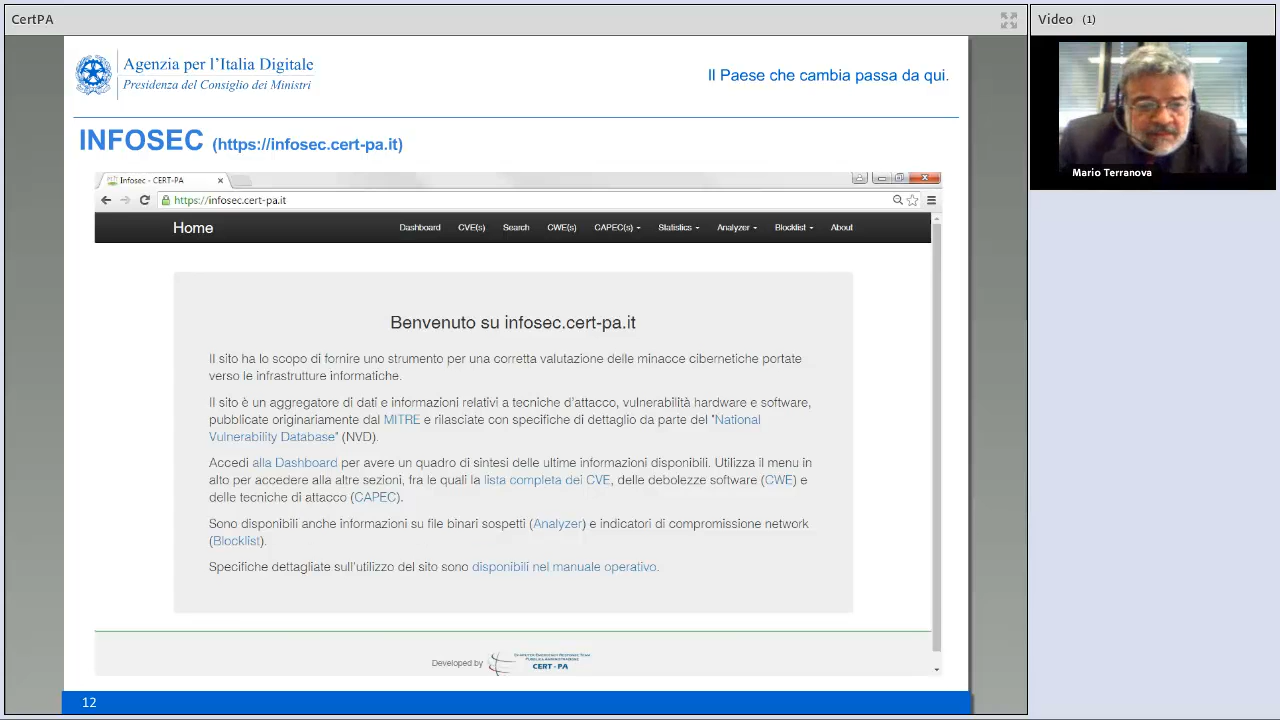 CertPA
Video (1)
Agenzia per l'Italia Digitale
Presidenza del Consiglio dei Ministri
Il Paese che cambia passa da qui.
Mario Terranova
INFOSEC (https://infosec.cert-pa.it)
Infosec - CERT-PA
https://infosec.cert-pa.it
Home Dashboard CVE(s) Search CWE(s) CAPEC(s) Statistics Analyzer Blocklist About
Benvenuto su infosec.cert-pa.it
Il sito ha lo scopo di fornire uno strumento per una corretta valutazione delle minacce cibernetiche portate
verso le infrastrutture informatiche.
Il sito è un aggregatore di dati e informazioni relativi a tecniche d'attacco, vulnerabilità hardware e software,
pubblicate originariamente dal MITRE e rilasciate con specifiche di dettaglio da parte del "National
Vulnerability Database" (NVD).
Accedi alla Dashboard per avere un quadro di sintesi delle ultime informazioni disponibili. Utilizza il menu in
alto per accedere alla altre sezioni, fra le quali la lista completa dei CVE, delle debolezze software (CWE) e
delle tecniche di attacco (CAPEC).
Sono disponibili anche informazioni su file binari sospetti (Analyzer) e indicatori di compromissione network
(Blocklist).
Specifiche dettagliate sull'utilizzo del sito sono disponibili nel manuale operativo.
Developed by
COMPUTER EMERGENCY RESPONSE TEAM
PUBBLICA AMMINISTRAZIONE
CERT - PA
12